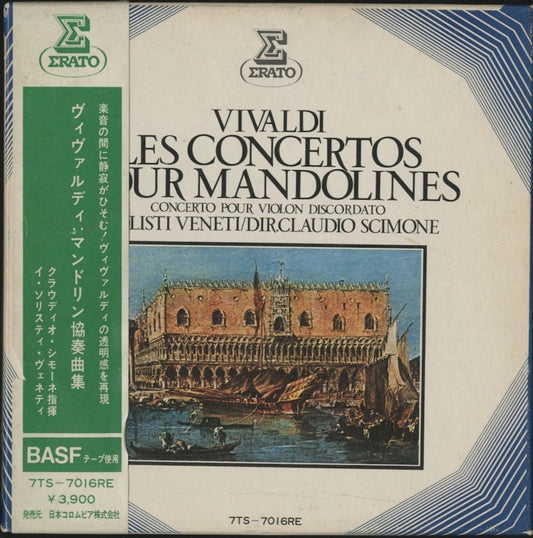 ERATO
楽音の間に静寂がひそむ!ヴィヴァルディの透明感を再現
ヴィヴァルディ:マンドリン協奏曲集
クラウディオ・シモーネ指揮
イ・ソリスティ・ヴェネティ
BASF テープ使用
7TS-7016RE
¥3,900
発売元 日本コロムビア株式会社
ERATO
VIVALDI
LES CONCERTOS
OUR MANDOLINES
CONCERTO POUR VIOLON DISCORDATO
LISTI VENETI/DIR.CLAUDIO SCIMONE
7TS-7016RE